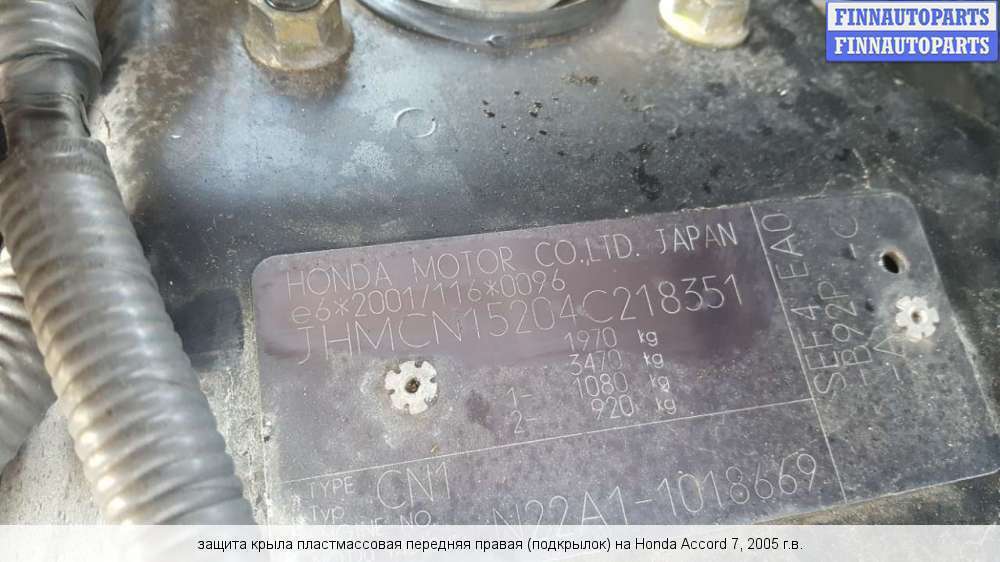 FINNAUTOPARTS
FINNAUTOPARTS
HONDA MOTOR CO.,LTD. JAPAN
e6*2001/116*0096
JHMCN15204C218351
1970 kg
3470 kg
1- 1080 kg
2- 920 kg
TYPE CN1
TYP
N22A1-1018669
SEF4 EAO
B92P -C
-A
защита крыла пластмассовая передняя правая (подкрылок) на Honda Accord 7, 2005 г.в.